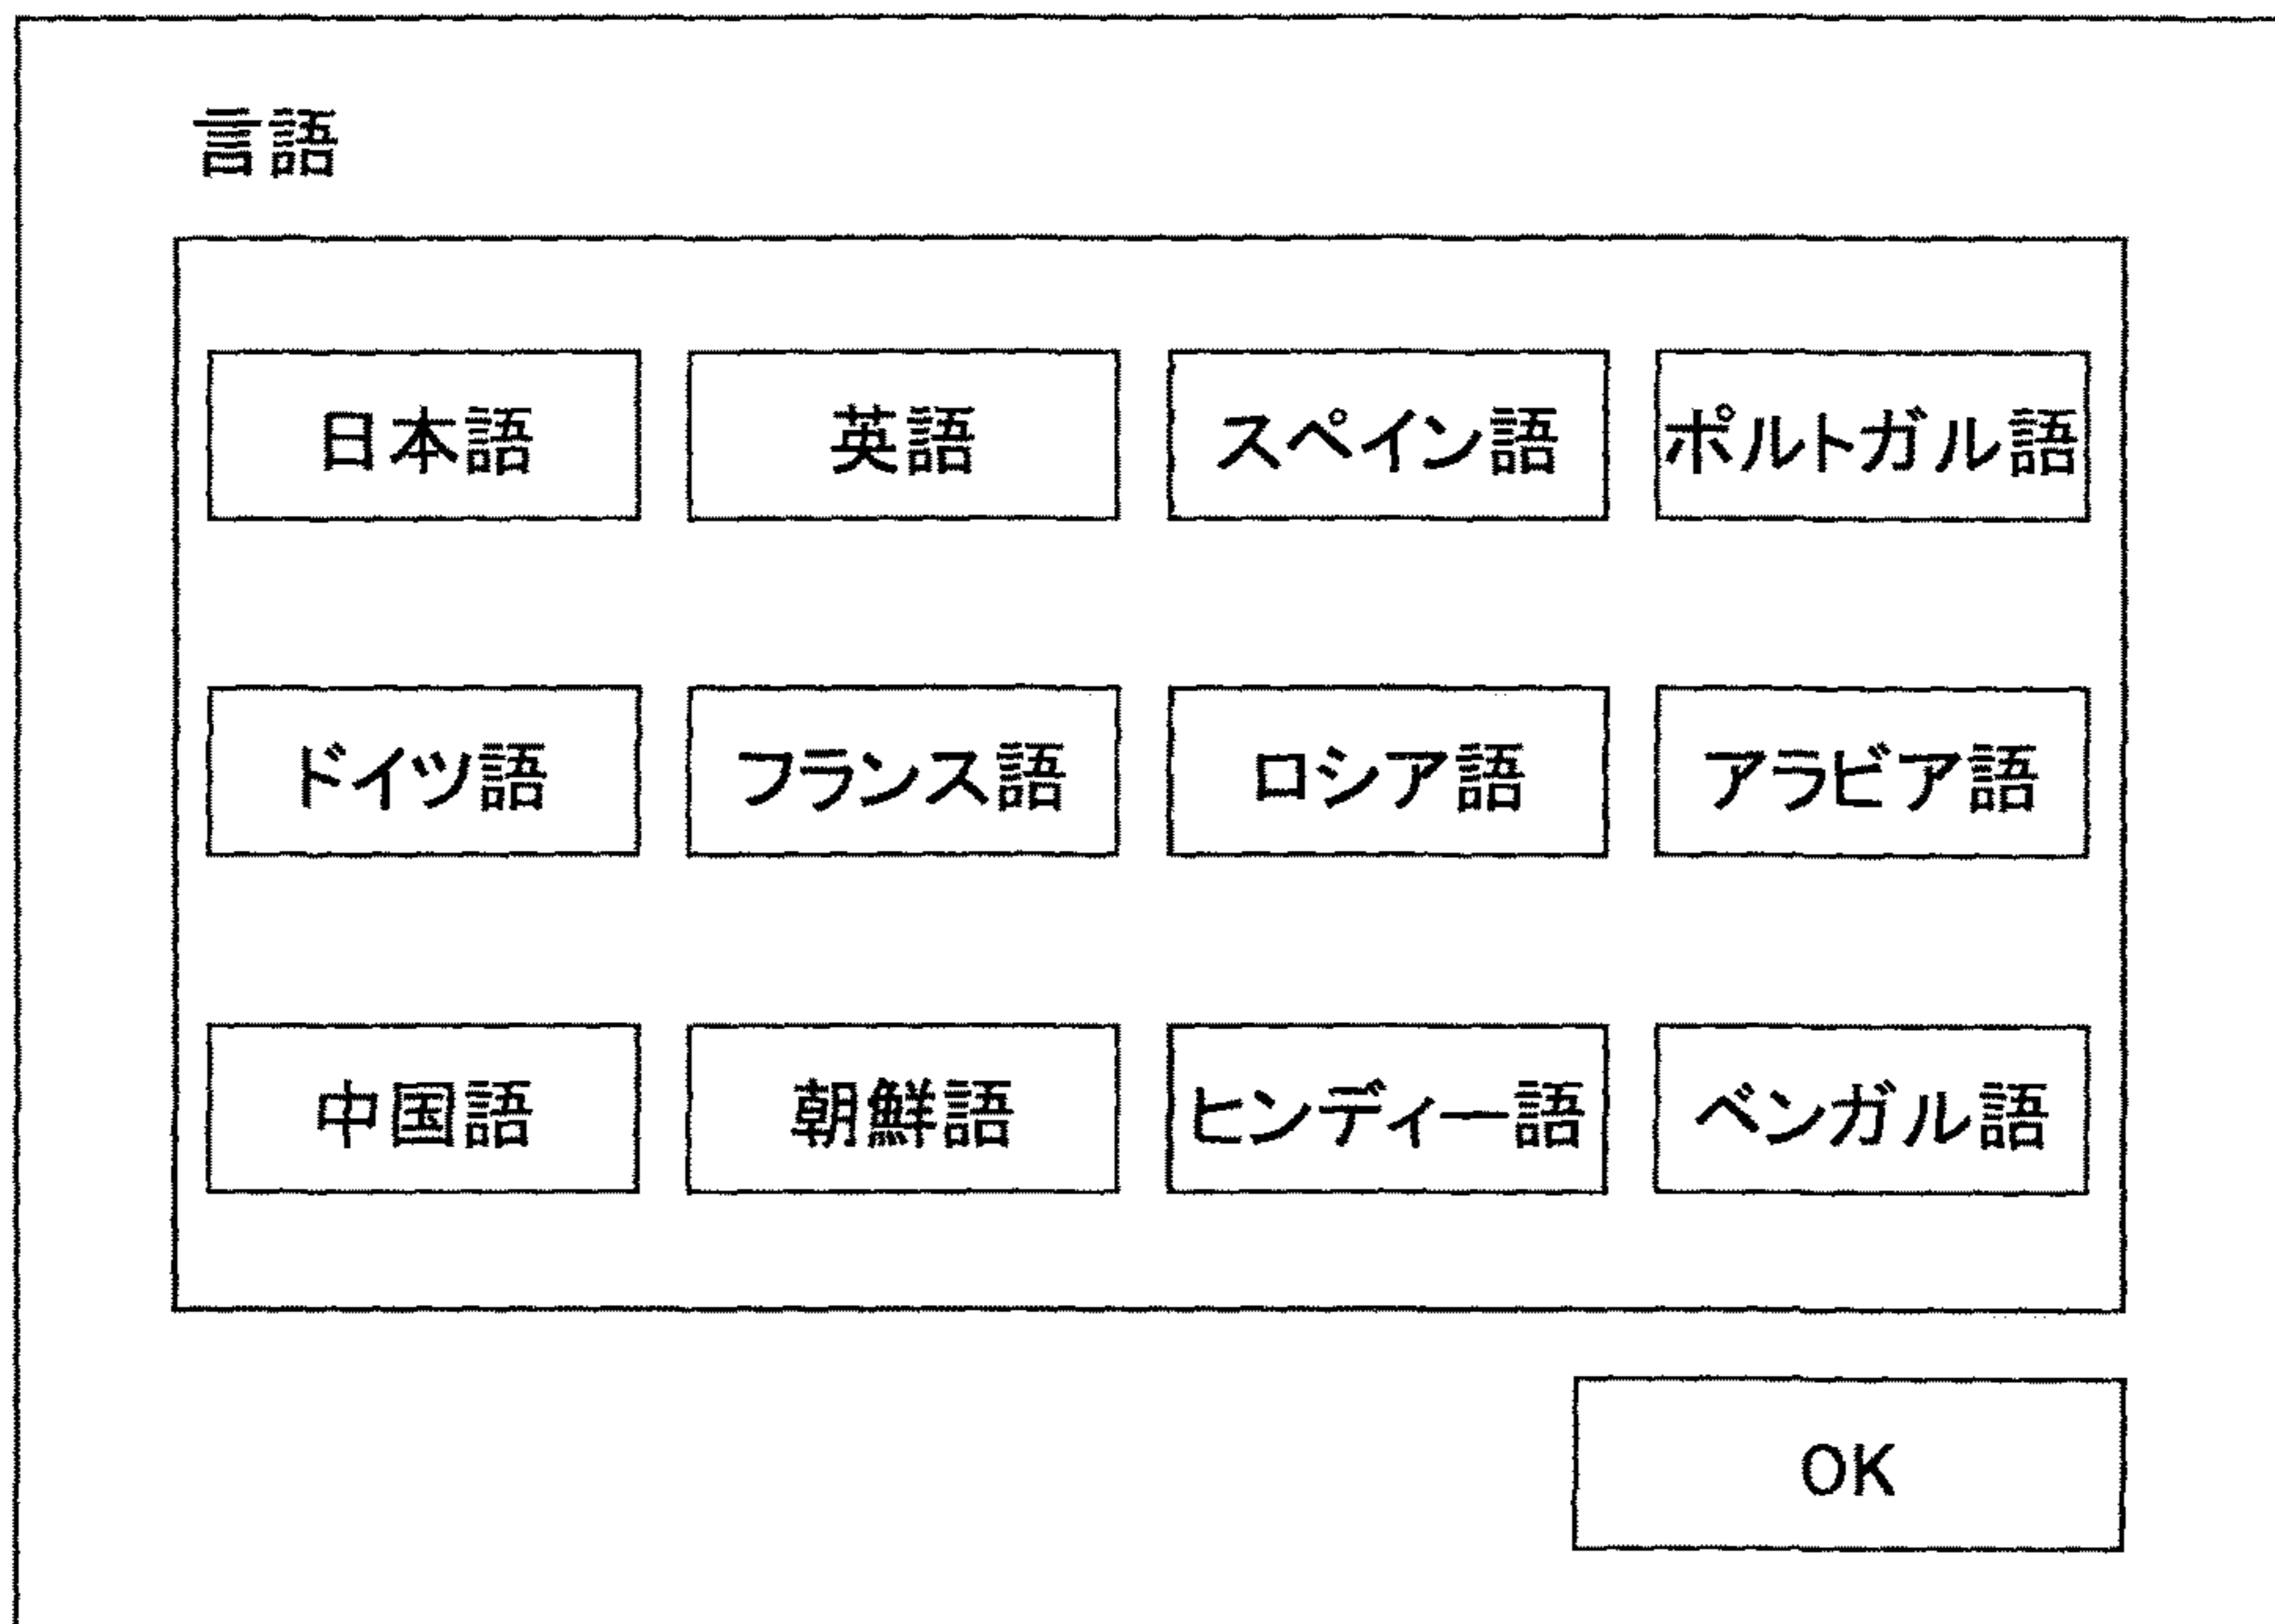 言語
日本語 英語 スペイン語 ポルトガル語
ドイツ語 フランス語 ロシア語 アラビア語
中国語 朝鮮語 ヒンディー語 ベンガル語
OK